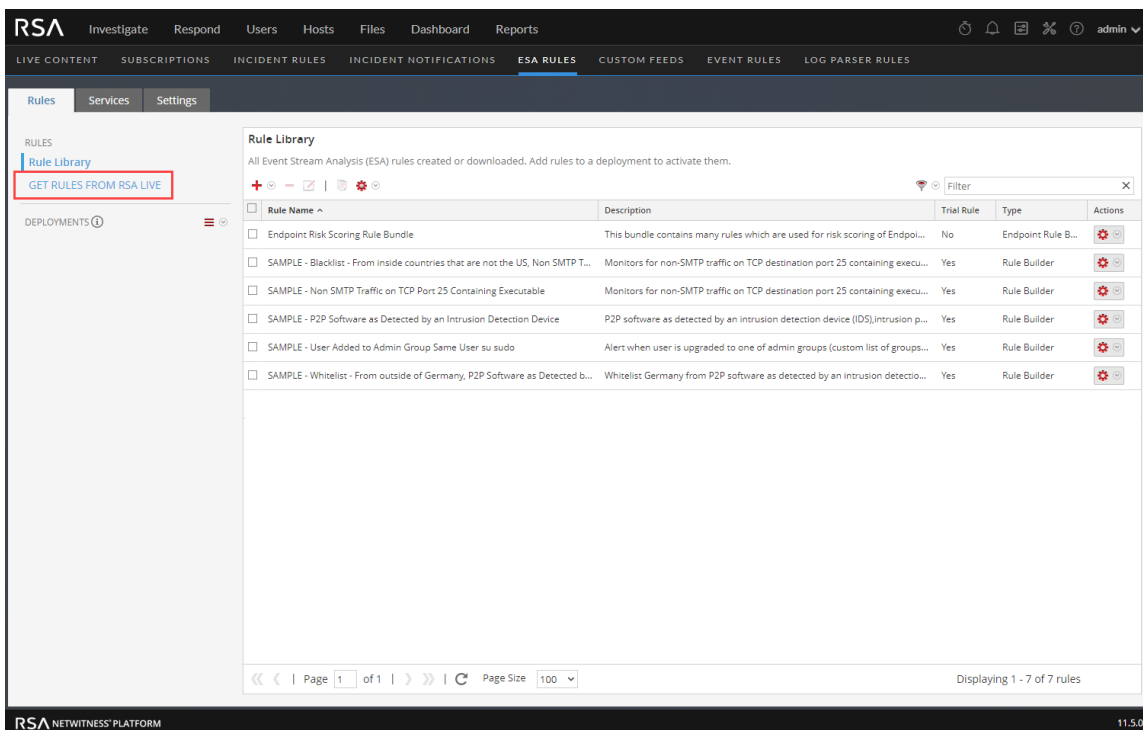 RSA Investigate Respond Users Hosts Files Dashboard Reports admin
LIVE CONTENT SUBSCRIPTIONS INCIDENT RULES INCIDENT NOTIFICATIONS ESA RULES CUSTOM FEEDS EVENT RULES LOG PARSER RULES
Rules Services Settings
RULES
Rule Library
GET RULES FROM RSA LIVE
DEPLOYMENTS
Rule Library
All Event Stream Analysis (ESA) rules created or downloaded. Add rules to a deployment to activate them.
Filter
Rule Name Description Trial Rule Type Actions
Endpoint Risk Scoring Rule Bundle This bundle contains many rules which are used for risk scoring of Endpoi... No Endpoint Rule B...
SAMPLE - Blacklist - From inside countries that are not the US, Non SMTP T... Monitors for non-SMTP traffic on TCP destination port 25 containing execu... Yes Rule Builder
SAMPLE - Non SMTP Traffic on TCP Port 25 Containing Executable Monitors for non-SMTP traffic on TCP destination port 25 containing execu... Yes Rule Builder
SAMPLE - P2P Software as Detected by an Intrusion Detection Device P2P software as detected by an intrusion detection device (IDS),intrusion p... Yes Rule Builder
SAMPLE - User Added to Admin Group Same User su sudo Alert when user is upgraded to one of admin groups (custom list of groups... Yes Rule Builder
SAMPLE - Whitelist - From outside of Germany, P2P Software as Detected b... Whitelist Germany from P2P software as detected by an intrusion detectio... Yes Rule Builder
Page 1 of 1 Page Size 100 Displaying 1 - 7 of 7 rules
RSA NETWITNESS® PLATFORM 11.5.0